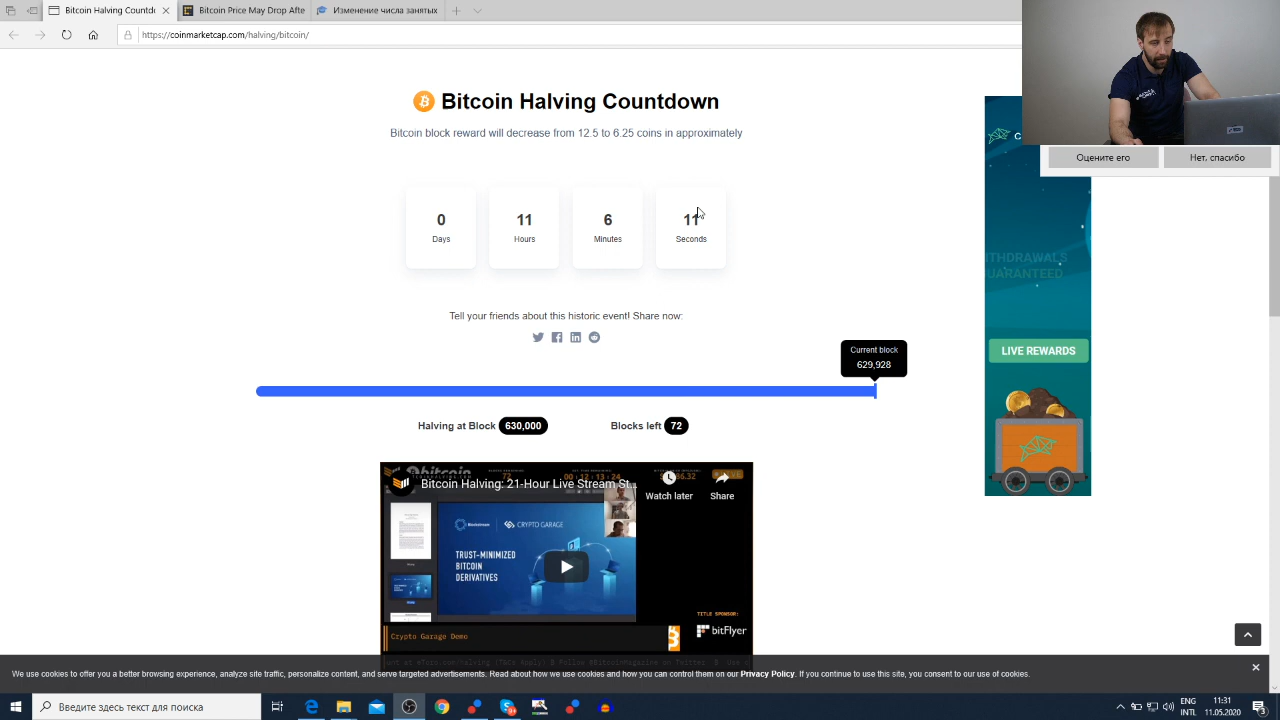 Bitcoin Halving Countd
Bitcoin Price May Drop Afte
Изменение числа занятых
https://coinmarketcap.com/halving/bitcoin/
Bitcoin Halving Countdown
Bitcoin block reward will decrease from 12.5 to 6.25 coins in approximately
Оцените его
Нет, спасибо
0
11
6
11
Days
Hours
Minutes
Seconds
Tell your friends about this historic event! Share now:
LIVE REWARDS
Current block
629,928
Halving at Block 630,000
Blocks left 72
Bitcoin Halving: 21-Hour Live Stream St...
Watch later
Share
Blockstream
CRYPTO GARAGE
TRUST-MINIMIZED
BITCOIN
DERIVATIVES
TITLE SPONSOR:
bitFlyer
Crypto Garage Demo
We use cookies to offer you a better browsing experience, analyze site traffic, personalize content, and serve targeted advertisements. Read about how we use cookies and how you can control them on our Privacy Policy. If you continue to use this site, you consent to our use of cookies.
Введите здесь текст для поиска
ENG
INTL
11:31
11.05.2020